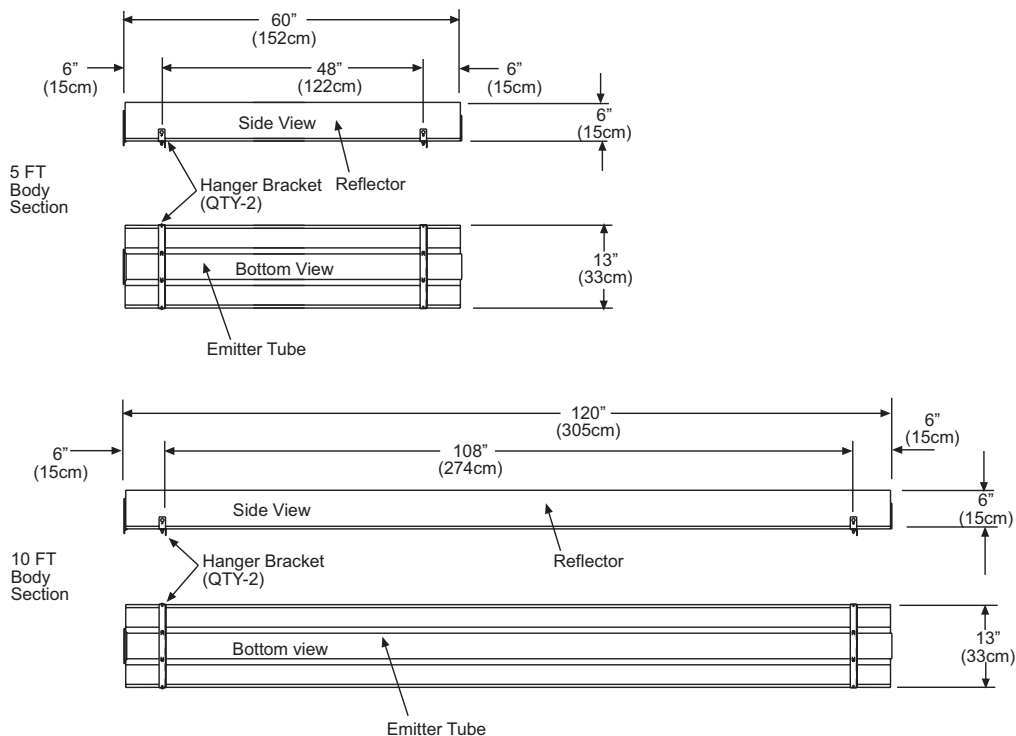 60”
(152cm)
6”
(15cm)
48”
(122cm)
6”
(15cm)
Side View
6”
(15cm)
5 FT
Body
Section
Hanger Bracket
(QTY-2)
Reflector
Bottom View
13”
(33cm)
Emitter Tube
120”
(305cm)
6”
(15cm)
108”
(274cm)
6”
(15cm)
Side View
6”
(15cm)
10 FT
Body
Section
Hanger Bracket
(QTY-2)
Reflector
Bottom view
13”
(33cm)
Emitter Tube